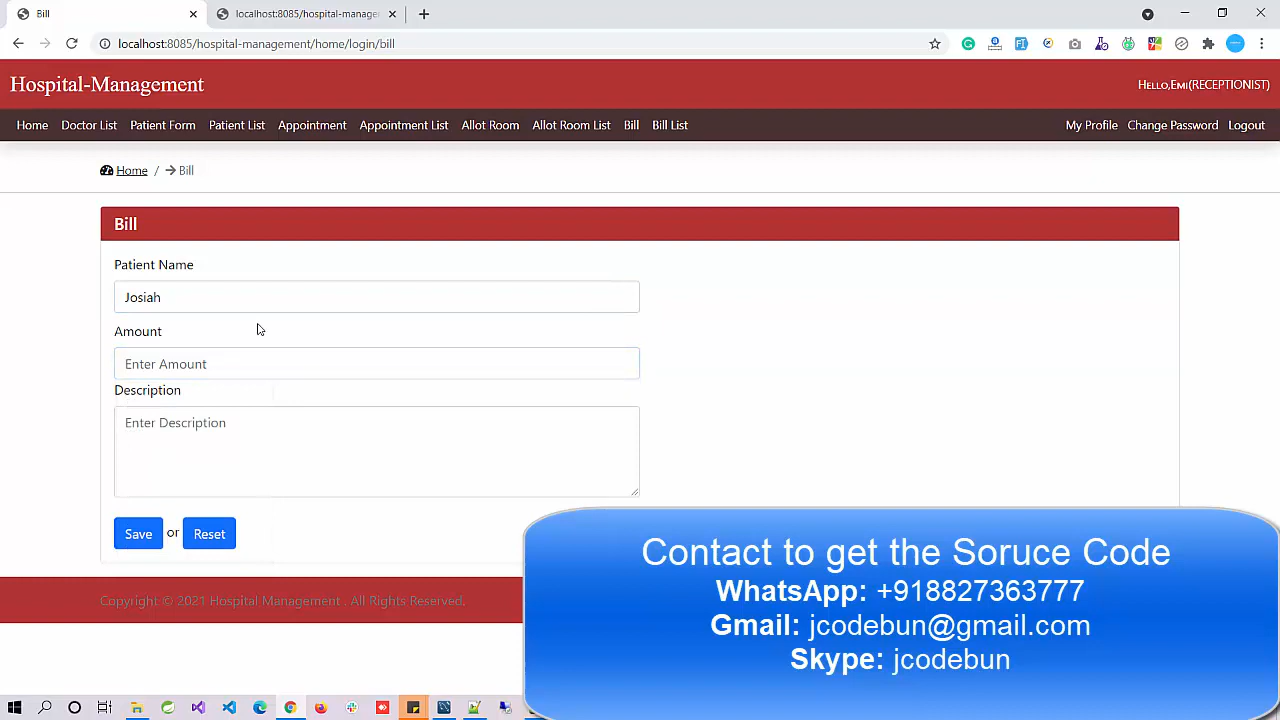 Bill
localhost:8085/hospital-manage
localhost:8085/hospital-management/home/login/bill
Hospital-Management
Hello,Emi(RECEPTIONIST)
Home Doctor List Patient Form Patient List Appointment Appointment List Allot Room Allot Room List Bill Bill List My Profile Change Password Logout
Home / Bill
Bill
Patient Name
Josiah
Amount
Enter Amount
Description
Enter Description
Save or Reset
Copyright © 2021 Hospital Management . All Rights Reserved.
Contact to get the Soruce Code
WhatsApp: +918827363777
Gmail: jcodebun@gmail.com
Skype: jcodebun